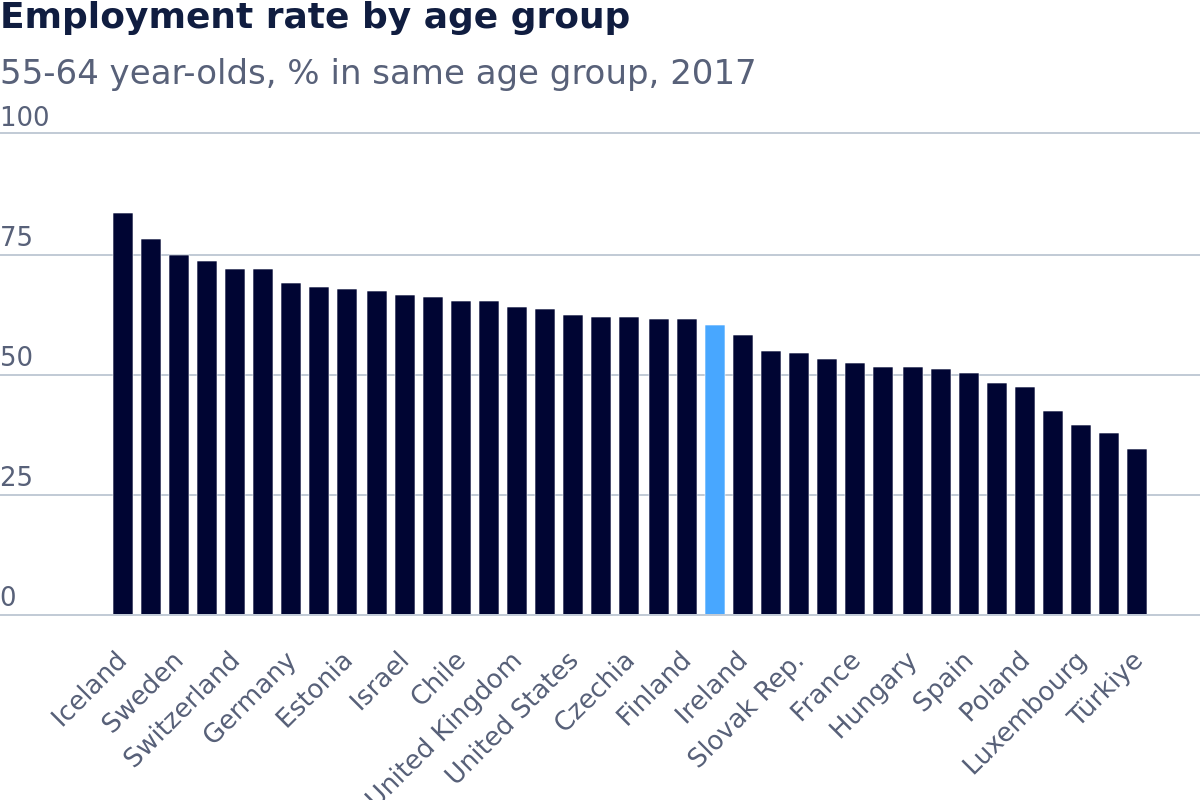 Employment rate by age group
55-64 year-olds, % in same age group, 2017
100
75
50
25
0
Iceland
Sweden
Switzerland
Germany
Estonia
Israel
Chile
United Kingdom
United States
Czechia
Finland
Ireland
Slovak Rep.
France
Hungary
Spain
Poland
Luxembourg
Türkiye